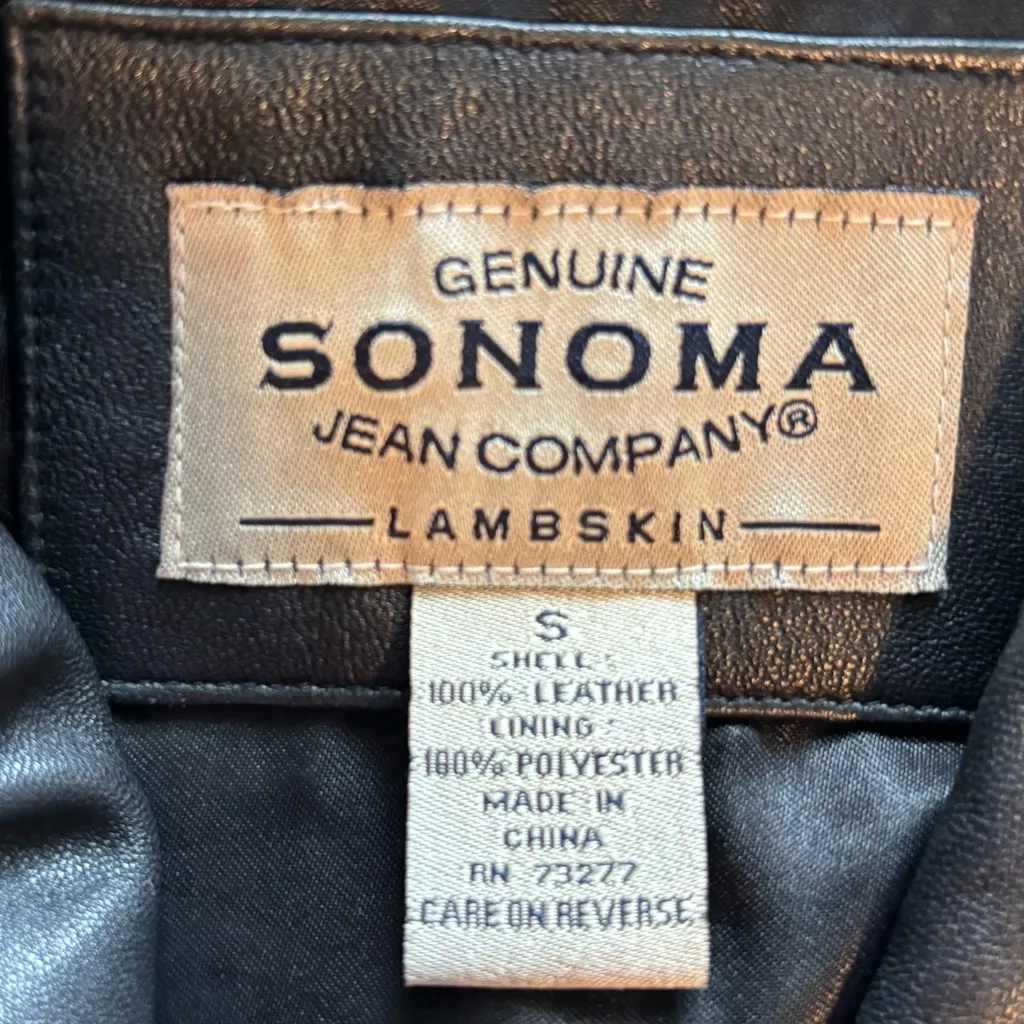 GENUINE
SONOMA
JEAN COMPANY®
LAMBSKIN
S
SHELL:
100% LEATHER
LINING:
100% POLYESTER
MADE IN
CHINA
RN 73277
CARE ON REVERSE